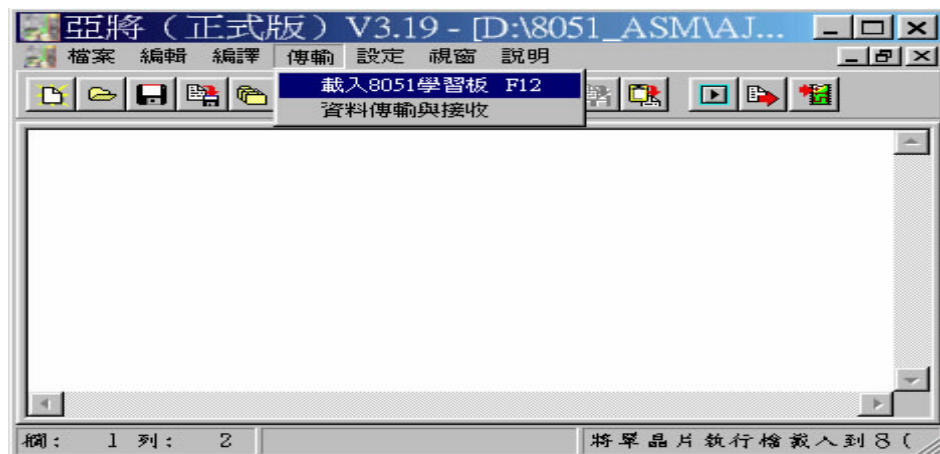 亞將（正式版）V3.19 - [D:\8051_ASM\AJ...
檔案 編輯 編譯 傳輸 設定 視窗 說明
載入8051學習板 F12
資料傳輸與接收
欄: 1 列: 2 將單晶片執行檔載入到8(